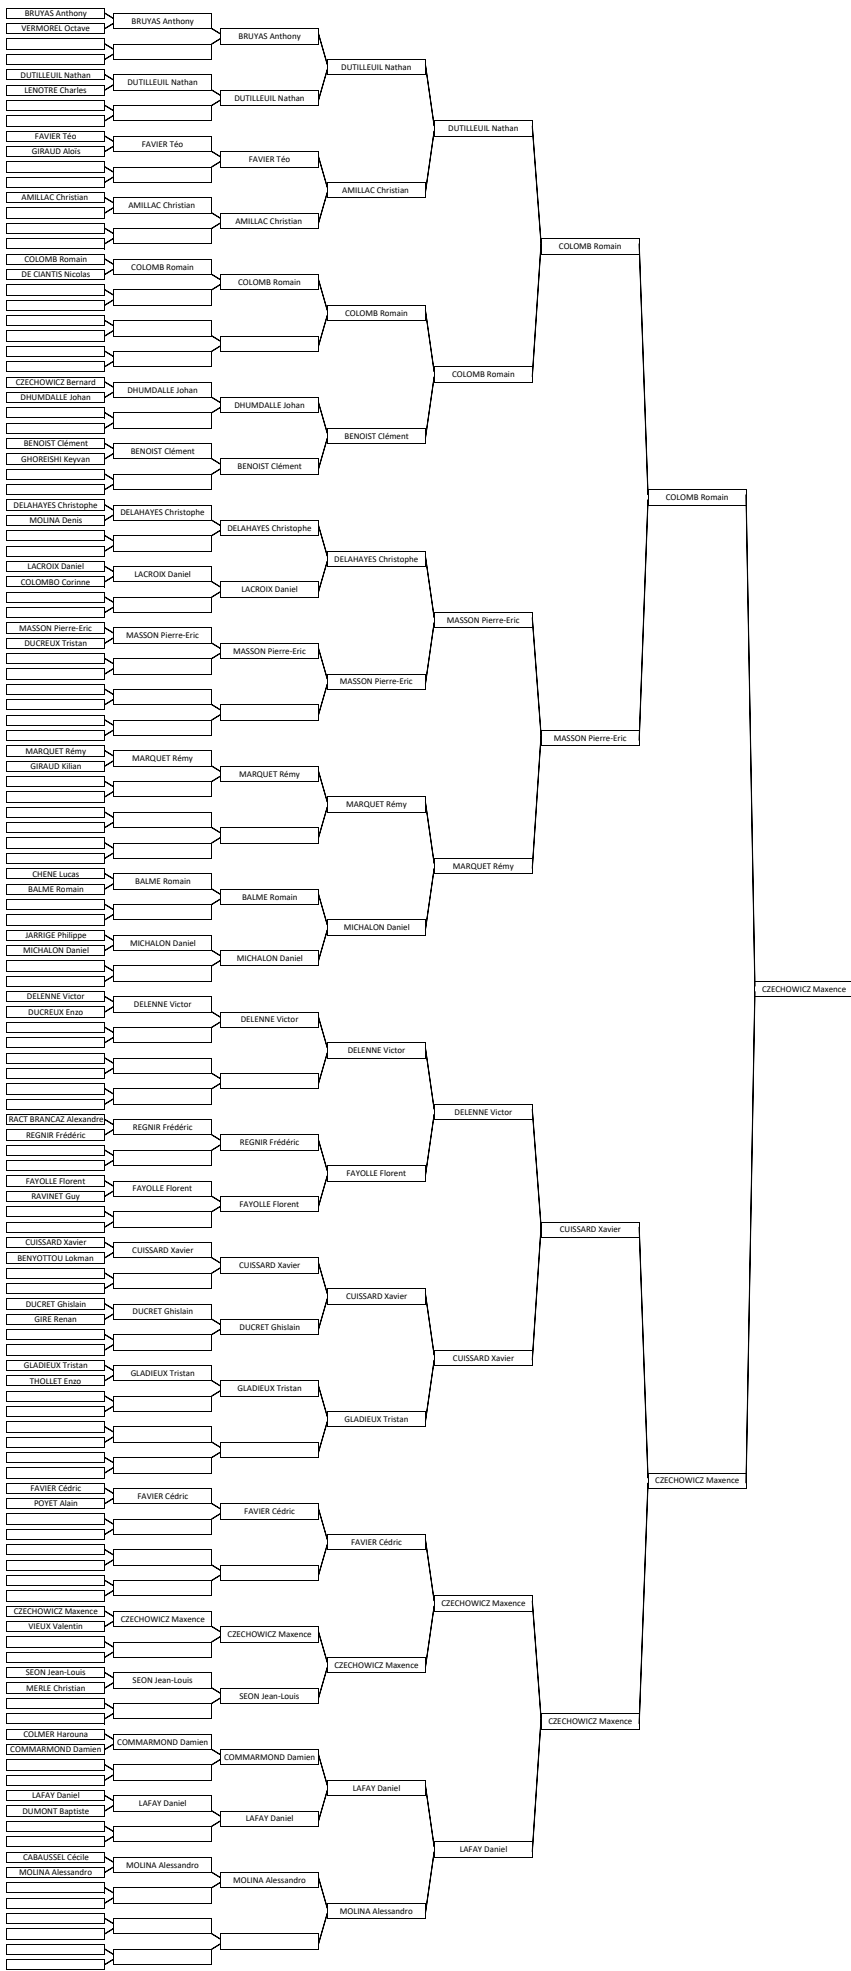 BRUYAS Anthony
VERMOREL Octave
DUTILLEUIL Nathan
LENOTRE Charles
FAVIER Téo
GIRAUD Aloïs
AMILLAC Christian
COLOMB Romain
DE CIANTIS Nicolas
CZECHOWICZ Bernard
DHUMDALLE Johan
BENOIST Clément
GHOREISHI Keyvan
DELAHAYES Christophe
MOLINA Denis
LACROIX Daniel
COLOMBO Corinne
MASSON Pierre-Eric
DUCREUX Tristan
MARQUET Rémy
GIRAUD Kilian
CHENE Lucas
BALME Romain
JARRIGE Philippe
MICHALON Daniel
DELENNE Victor
DUCREUX Enzo
RACT BRANCAZ Alexandre
REGNIR Frédéric
FAYOLLE Florent
RAVINET Guy
CUISSARD Xavier
BENYOTTOU Lokman
DUCRET Ghislain
GIRE Renan
GLADIEUX Tristan
THOLLET Enzo
FAVIER Cédric
POYET Alain
CZECHOWICZ Maxence
VIEUX Valentin
SEON Jean-Louis
MERLE Christian
COLMER Harouna
COMMARMOND Damien
LAFAY Daniel
DUMONT Baptiste
CABAUSSEL Cécile
MOLINA Alessandro
BRUYAS Anthony
DUTILLEUIL Nathan
FAVIER Téo
AMILLAC Christian
COLOMB Romain
DHUMDALLE Johan
BENOIST Clément
DELAHAYES Christophe
LACROIX Daniel
MASSON Pierre-Eric
MARQUET Rémy
BALME Romain
MICHALON Daniel
DELENNE Victor
REGNIR Frédéric
FAYOLLE Florent
CUISSARD Xavier
DUCRET Ghislain
GLADIEUX Tristan
FAVIER Cédric
CZECHOWICZ Maxence
SEON Jean-Louis
COMMARMOND Damien
LAFAY Daniel
MOLINA Alessandro
BRUYAS Anthony
DUTILLEUIL Nathan
FAVIER Téo
AMILLAC Christian
COLOMB Romain
DHUMDALLE Johan
BENOIST Clément
DELAHAYES Christophe
LACROIX Daniel
MASSON Pierre-Eric
MARQUET Rémy
BALME Romain
MICHALON Daniel
DELENNE Victor
REGNIR Frédéric
FAYOLLE Florent
CUISSARD Xavier
DUCRET Ghislain
GLADIEUX Tristan
FAVIER Cédric
CZECHOWICZ Maxence
SEON Jean-Louis
COMMARMOND Damien
LAFAY Daniel
MOLINA Alessandro
DUTILLEUIL Nathan
AMILLAC Christian
COLOMB Romain
BENOIST Clément
DELAHAYES Christophe
MASSON Pierre-Eric
MARQUET Rémy
MICHALON Daniel
DELENNE Victor
FAYOLLE Florent
CUISSARD Xavier
GLADIEUX Tristan
FAVIER Cédric
CZECHOWICZ Maxence
LAFAY Daniel
MOLINA Alessandro
DUTILLEUIL Nathan
COLOMB Romain
MASSON Pierre-Eric
MARQUET Rémy
DELENNE Victor
CUISSARD Xavier
CZECHOWICZ Maxence
LAFAY Daniel
COLOMB Romain
MASSON Pierre-Eric
CUISSARD Xavier
CZECHOWICZ Maxence
COLOMB Romain
CZECHOWICZ Maxence
CZECHOWICZ Maxence